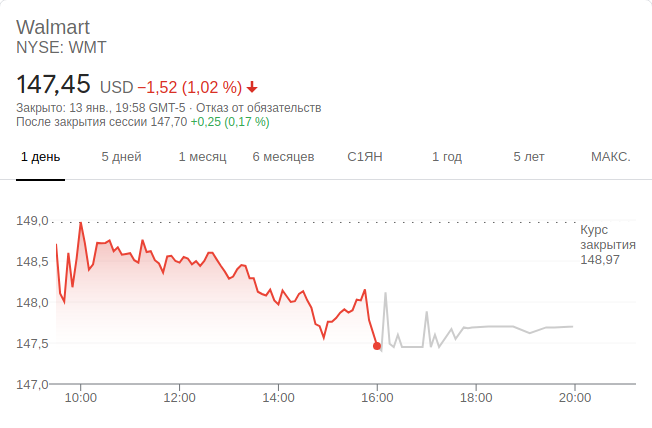 Walmart
NYSE: WMT
147,45 USD −1,52 (1,02 %)
Закрыто: 13 янв., 19:58 GMT-5 · Отказ от обязательств
После закрытия сессии 147,70 +0,25 (0,17 %)
1 день 5 дней 1 месяц 6 месяцев С1ЯН 1 год 5 лет МАКС.
149,0
Курс
закрытия
148,97
148,5
148,0
147,5
147,0
10:00 12:00 14:00 16:00 18:00 20:00